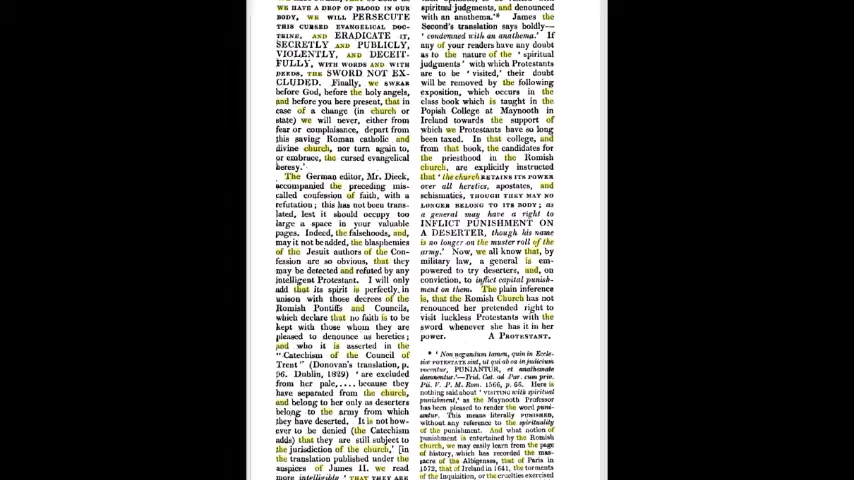 WE HAVE A DROP OF BLOOD IN OUR
BODY, WE WILL PERSECUTE
THIS CURSED EVANGELICAL DOC-
TRINE, AND ERADICATE IT,
SECRETLY AND PUBLICLY,
VIOLENTLY, AND DECEIT-
FULLY, WITH WORDS AND WITH
DEEDS, THE SWORD NOT EX-
CLUDED. Finally, we SWEAR
before God, before the holy angels,
and before you here present, that in
case of a change (in church or
state) we will never, either from
fear or complaisance, depart from
this saving Roman catholic and
divine church, nor turn again to,
or embrace, the cursed evangelical
heresy.'
The German editor, Mr. Dieck,
accompanied the preceding mis-
called confession of faith, with a
refutation; this has not been trans-
lated, lest it should occupy too
large a space in your valuable
pages. Indeed, the falsehoods, and,
may it not be added, the blasphemies
of the Jesuit authors of the Con-
fession are so obvious, that they
may be detected and refuted by any
intelligent Protestant. I will only
add that its spirit is perfectly in
unison with those decrees of the
Romish Pontiffs and Councils,
which declare that no faith is to be
kept with those whom they are
pleased to denounce as heretics;
and who it is asserted in the
"Catechism of the Council of
Trent" (Donovan's translation, p.
96. Dublin, 1829) 'are excluded
from her pale,.... because they
have separated from the church,
and belong to her only as deserters
belong to the army from which
they have deserted. It is not how-
ever to be denied (the Catechism
adds) that they are still subject to
the jurisdiction of the church,' [in
the translation published under the
auspices of James II. we read
more intelligibly 'THAT THEY ARE
spiritual judgments, and denounced
with an anathema.'* James the
Second's translation says boldly—
'condemned with an anathema.' If
any of your readers have any doubt
as to the nature of the 'spiritual
judgments' with which Protestants
are to be 'visited,' their doubt
will be removed by the following
exposition, which occurs in the
class book which is taught in the
Popish College at Maynooth in
Ireland towards the support of
which we Protestants have so long
been taxed. In that college, and
from that book, the candidates for
the priesthood in the Romish
church, are explicitly instructed
that 'the church RETAINS ITS POWER
over all heretics, apostates, and
schismatics, THOUGH THEY MAY NO
LONGER BELONG TO ITS BODY; as
a general may have a right to
INFLICT PUNISHMENT ON
A DESERTER, though his name
is no longer on the muster roll of the
army.' Now, we all know that, by
military law, a general is em-
powered to try deserters, and, on
conviction, to inflict capital punish-
ment on them. The plain inference
is, that the Romish Church has not
renounced her pretended right to
visit luckless Protestants with the
sword whenever she has it in her
power. A PROTESTANT.
* 'Non negandum tamen, quin in Eccle-
siæ POTESTATE sint, ut qui ab ea in judicium
vocentur, PUNIANTUR, et anathemate
damnentur.'—Trid. Cat. ad Par. cum priv.
Pii. V. P. M. Rom. 1566, p. 66. Here is
nothing said about 'VISITING with spiritual
punishment,' as the Maynooth Professor
has been pleased to render the word puni-
antur. This means literally PUNISHED,
without any reference to the spirituality
of the punishment. And what notion of
punishment is entertained by the Romish
church, we may easily learn from the page
of history, which has recorded the mas-
sacre of the Albigenses, that of Paris in
1572, that of Ireland in 1641, the torments
of the Inquisition, or the cruelties exercised